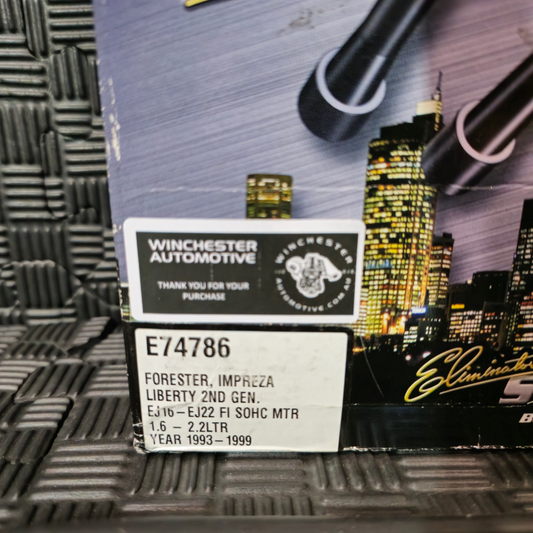 WINCHESTER
AUTOMOTIVE
THANK YOU FOR YOUR
PURCHASE
WINCHESTER
AUTOMOTIVE.COM.AU
E74786
FORESTER, IMPREZA
LIBERTY 2ND GEN.
EJ16-EJ22 FI SOHC MTR
1.6 - 2.2LTR
YEAR 1993-1999
Eliminator